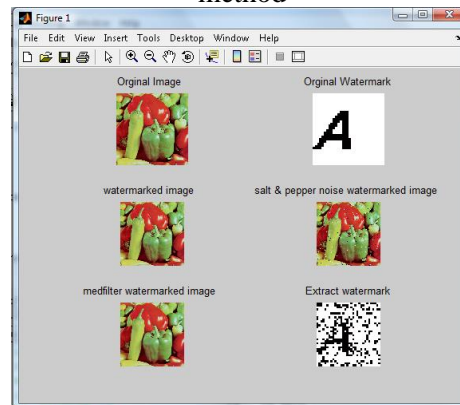 method
Figure 1
File Edit View Insert Tools Desktop Window Help
Orginal Image Orginal Watermark
A
watermarked image salt & pepper noise watermarked image
medfilter watermarked image Extract watermark
A